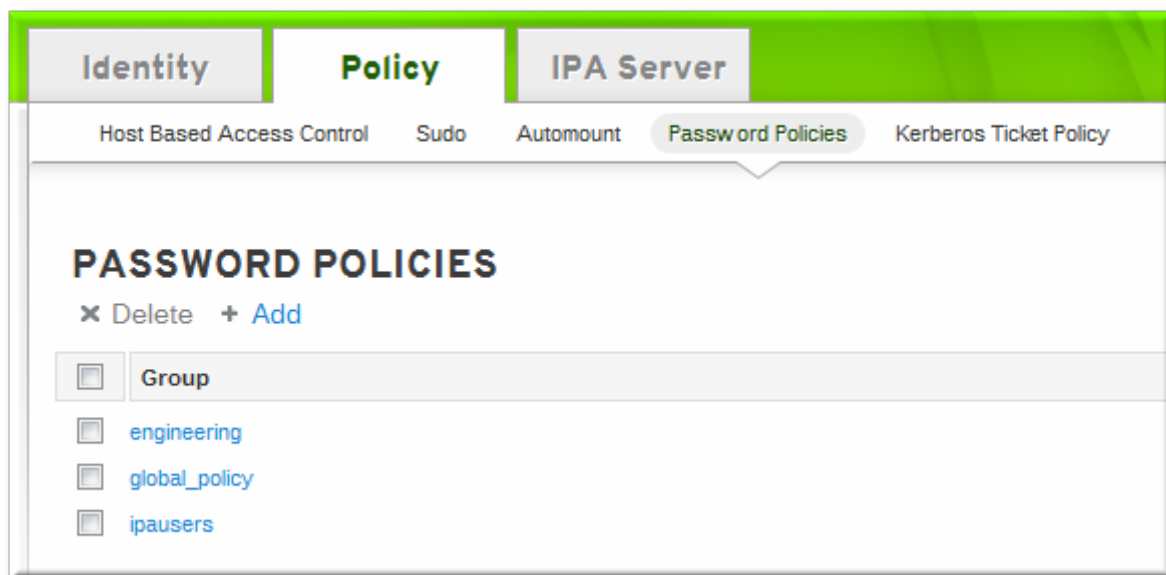 Identity Policy IPA Server
Host Based Access Control Sudo Automount Password Policies Kerberos Ticket Policy
PASSWORD POLICIES
Delete Add
Group
engineering
global_policy
ipausers